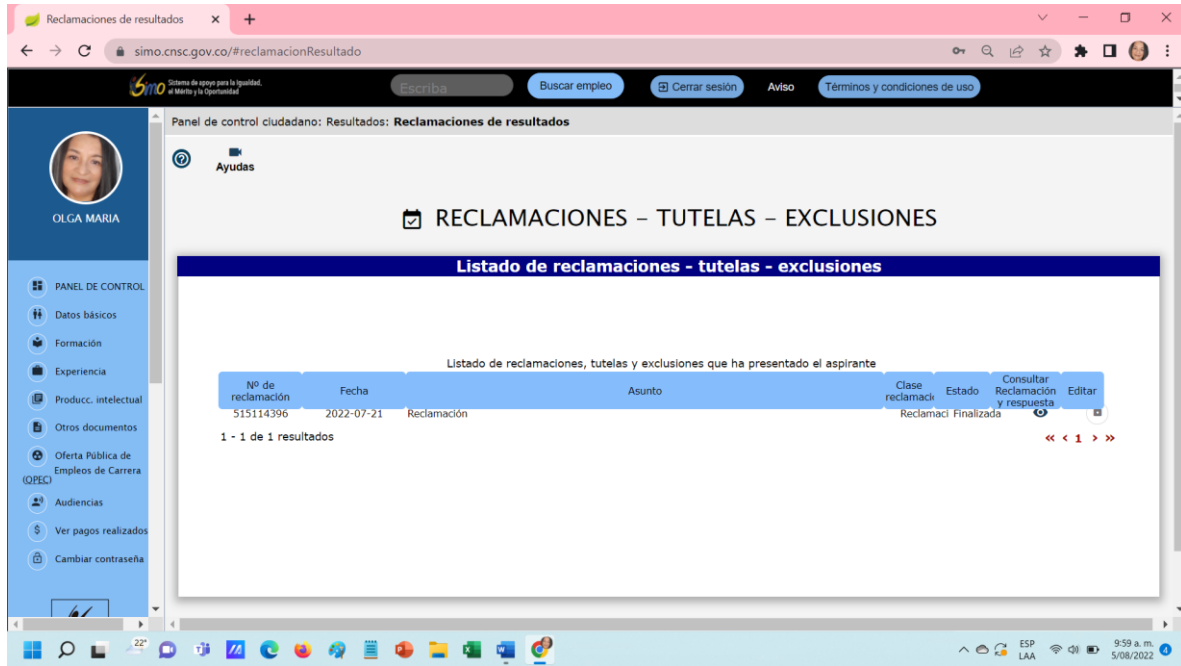 Reclamaciones de resultados
simo.cnsc.gov.co/#reclamacionResultado
Simo Sistema de apoyo para la Igualdad,
el Mérito y la Oportunidad
Escriba
Buscar empleo
Cerrar sesión
Aviso
Términos y condiciones de uso
Panel de control ciudadano: Resultados: Reclamaciones de resultados
Ayudas
OLGA MARIA
RECLAMACIONES – TUTELAS – EXCLUSIONES
Listado de reclamaciones - tutelas - exclusiones
PANEL DE CONTROL
Datos básicos
Formación
Experiencia
Producc. intelectual
Otros documentos
Oferta Pública de
Empleos de Carrera
(OPEC)
Audiencias
Ver pagos realizados
Cambiar contraseña
Listado de reclamaciones, tutelas y exclusiones que ha presentado el aspirante
Nº de
reclamación
Fecha
Asunto
Clase
reclamació
Estado
Consultar
Reclamación
y respuesta
Editar
515114396 2022-07-21 Reclamación Reclamaci Finalizada
1 - 1 de 1 resultados
« ‹ 1 › »
22°
ESP
LAA
9:59 a. m.
5/08/2022
4